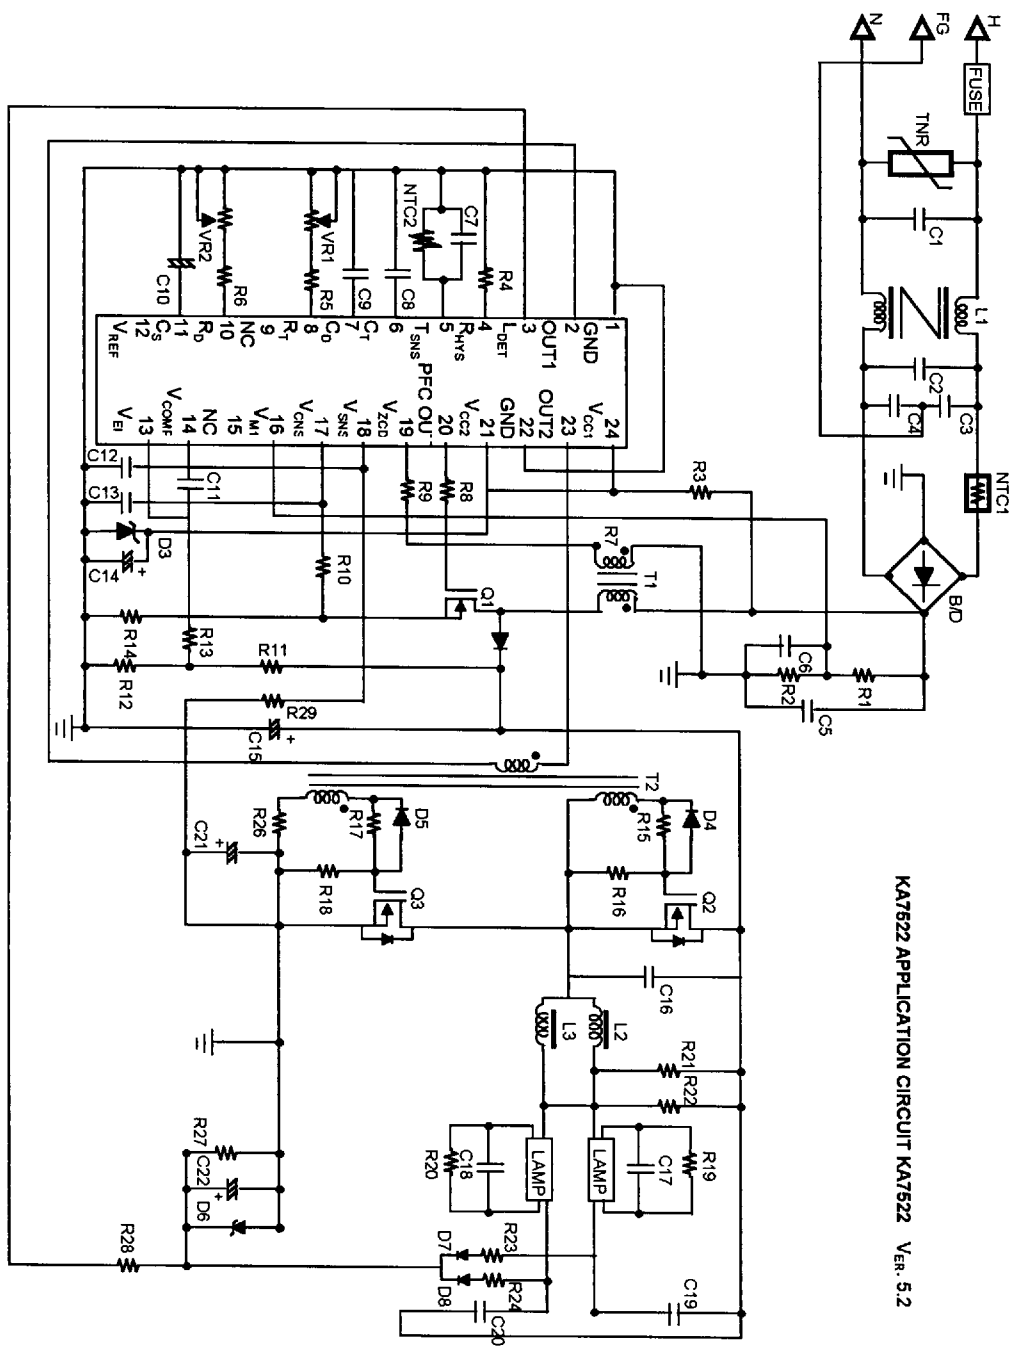 KA7522 APPLICATION CIRCUIT KA7522 VER. 5.2
H
FG
N
FUSE
TNR
C1
L1
C2
C3
C4
NTC1
B/D
R1
R2
C6
C5
R3
R7
T1
Q1
R4
C7
NTC2
C8
C9
R5
VR1
R6
VR2
C10
1 GND
2 OUT1
3 LDET
4 RHYS
5 TSNS
6
7 CT
8 CD
9 RT
10 NC
11 RD
12 CS
VREF
24 VCC1
23 OUT2
22 GND
21 VCC2
20 PFC OU
19 VZCD
18 VSNS
17 VCNS
16 VM1
15 NC
14 VCOMP
13 VEI
R8
R9
C11
C12
C13
D3
C14
R10
R14
R13
R12
R11
R29
C15
T2
D4
R15
R16
Q2
D5
R17
R18
Q3
R26
C21
C16
L2
L3
R21
R22
R19
C17
LAMP
LAMP
C18
R20
R23
R24
D7
D8
C19
C20
R27
C22
D6
R28